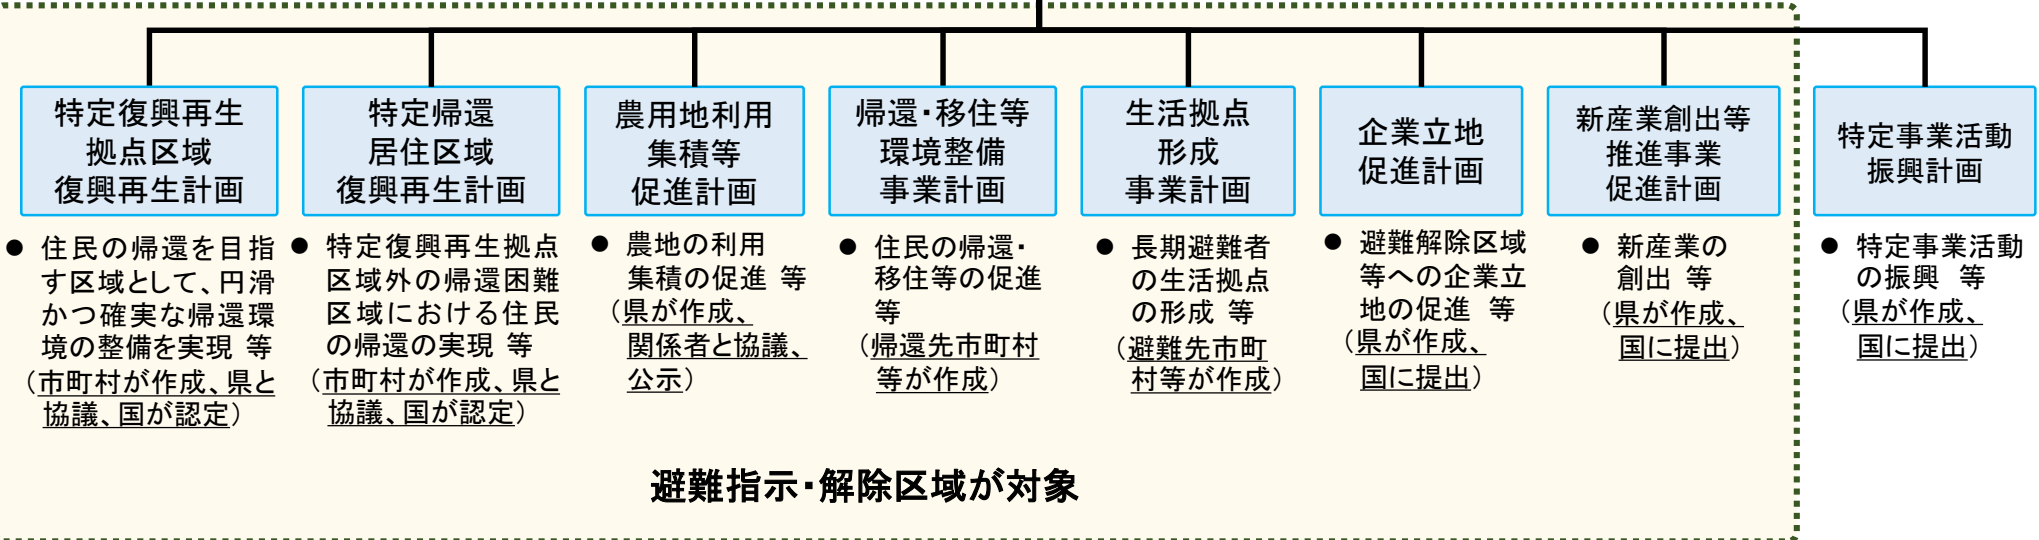 特定復興再生
拠点区域
復興再生計画
● 住民の帰還を目指
す区域として、円滑
かつ確実な帰還環
境の整備を実現 等
(市町村が作成、県と
協議、国が認定)
特定帰還
居住区域
復興再生計画
● 特定復興再生拠点
区域外の帰還困難
区域における住民
の帰還の実現 等
(市町村が作成、県と
協議、国が認定)
農用地利用
集積等
促進計画
● 農地の利用
集積の促進 等
(県が作成、
関係者と協議、
公示)
帰還・移住等
環境整備
事業計画
● 住民の帰還・
移住等の促進
等
(帰還先市町村
等が作成)
生活拠点
形成
事業計画
● 長期避難者
の生活拠点
の形成 等
(避難先市町
村等が作成)
企業立地
促進計画
● 避難解除区域
等への企業立
地の促進 等
(県が作成、
国に提出)
新産業創出等
推進事業
促進計画
● 新産業の
創出 等
(県が作成、
国に提出)
特定事業活動
振興計画
● 特定事業活動
の振興 等
(県が作成、
国に提出)
避難指示・解除区域が対象